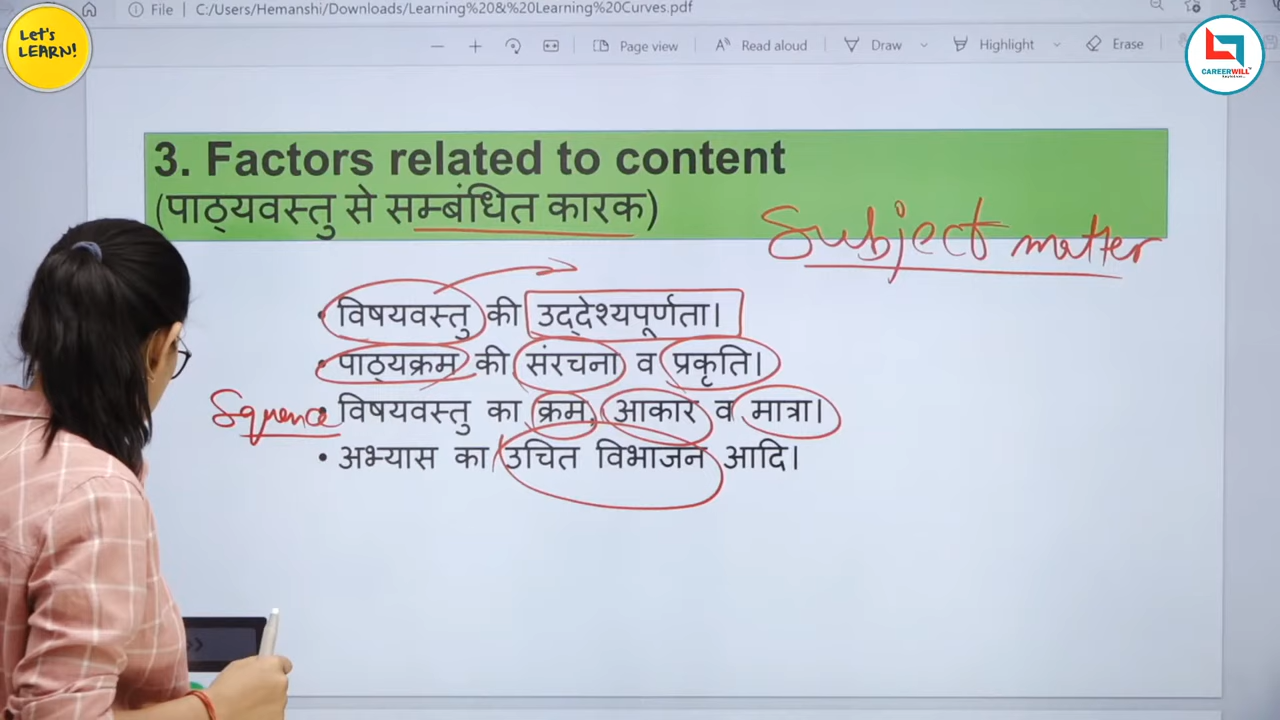 Let's
LEARN!
File | C:/Users/Hemanshi/Downloads/Learning%20&%20Learning%20Curves.pdf
Page view
Read aloud
Draw
Highlight
Erase
CAREERWILL
3. Factors related to content
(पाठ्यवस्तु से सम्बंधित कारक)
Subject matter
• विषयवस्तु की उद्देश्यपूर्णता।
• पाठ्यक्रम की संरचना व प्रकृति।
Squence
• विषयवस्तु का क्रम, आकार व मात्रा।
• अभ्यास का उचित विभाजन आदि।